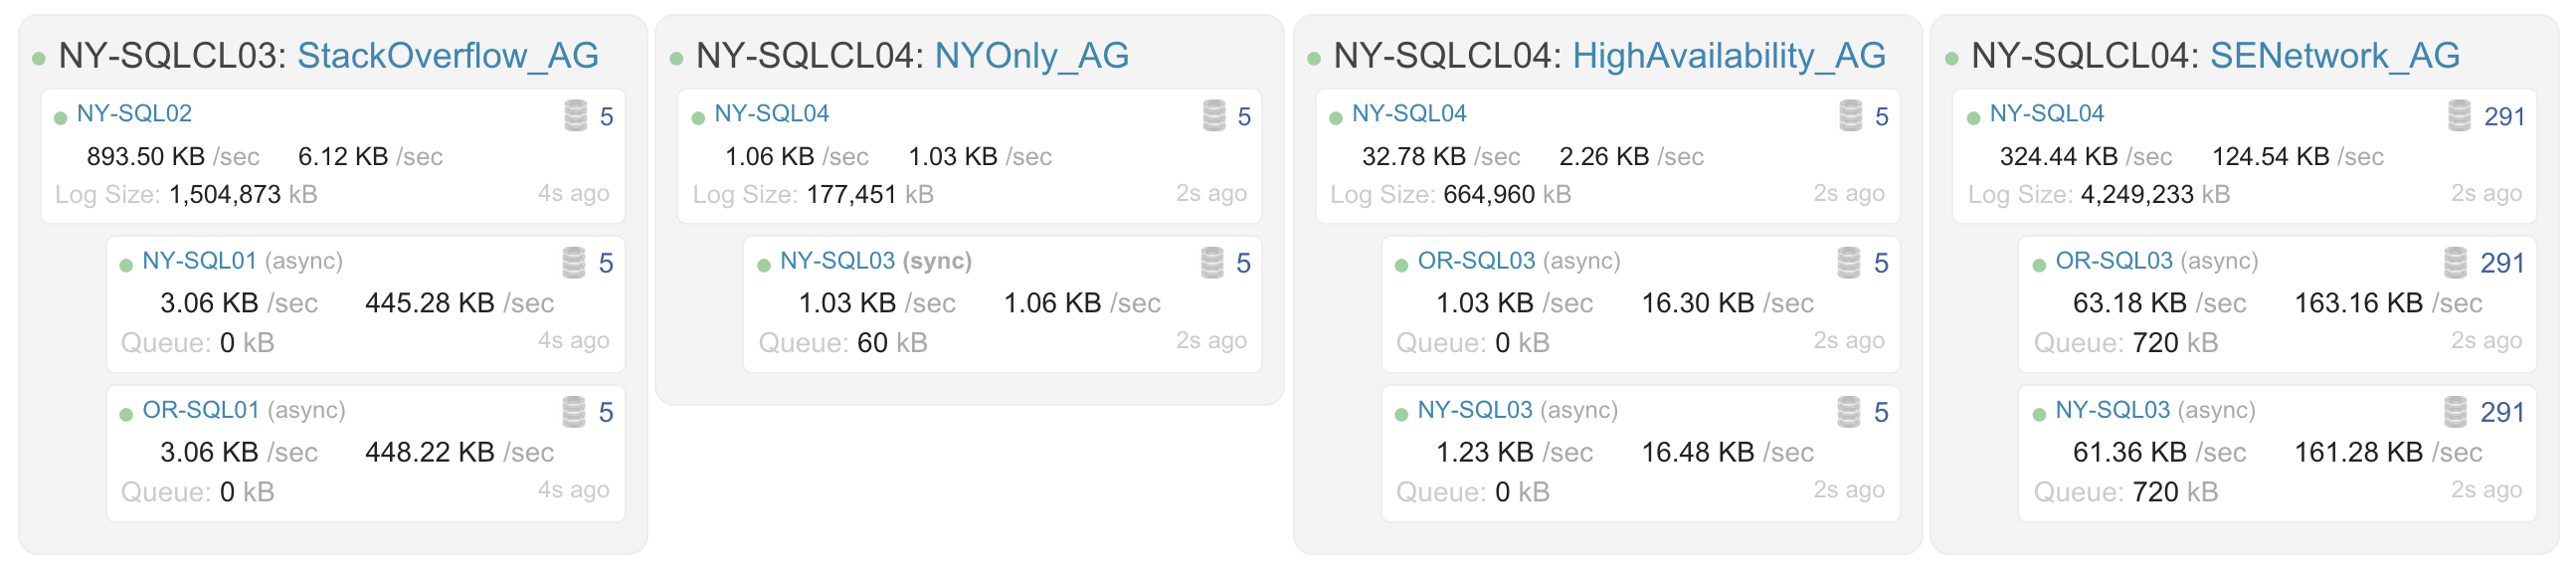 NY-SQLCL03: StackOverflow_AG
NY-SQL02 5
893.50 KB /sec 6.12 KB /sec
Log Size: 1,504,873 kB 4s ago
NY-SQL01 (async) 5
3.06 KB /sec 445.28 KB /sec
Queue: 0 kB 4s ago
OR-SQL01 (async) 5
3.06 KB /sec 448.22 KB /sec
Queue: 0 kB 4s ago
NY-SQLCL04: NYOnly_AG
NY-SQL04 5
1.06 KB /sec 1.03 KB /sec
Log Size: 177,451 kB 2s ago
NY-SQL03 (sync) 5
1.03 KB /sec 1.06 KB /sec
Queue: 60 kB 2s ago
NY-SQLCL04: HighAvailability_AG
NY-SQL04 5
32.78 KB /sec 2.26 KB /sec
Log Size: 664,960 kB 2s ago
OR-SQL03 (async) 5
1.03 KB /sec 16.30 KB /sec
Queue: 0 kB 2s ago
NY-SQL03 (async) 5
1.23 KB /sec 16.48 KB /sec
Queue: 0 kB 2s ago
NY-SQLCL04: SENetwork_AG
NY-SQL04 291
324.44 KB /sec 124.54 KB /sec
Log Size: 4,249,233 kB 2s ago
OR-SQL03 (async) 291
63.18 KB /sec 163.16 KB /sec
Queue: 720 kB 2s ago
NY-SQL03 (async) 291
61.36 KB /sec 161.28 KB /sec
Queue: 720 kB 2s ago